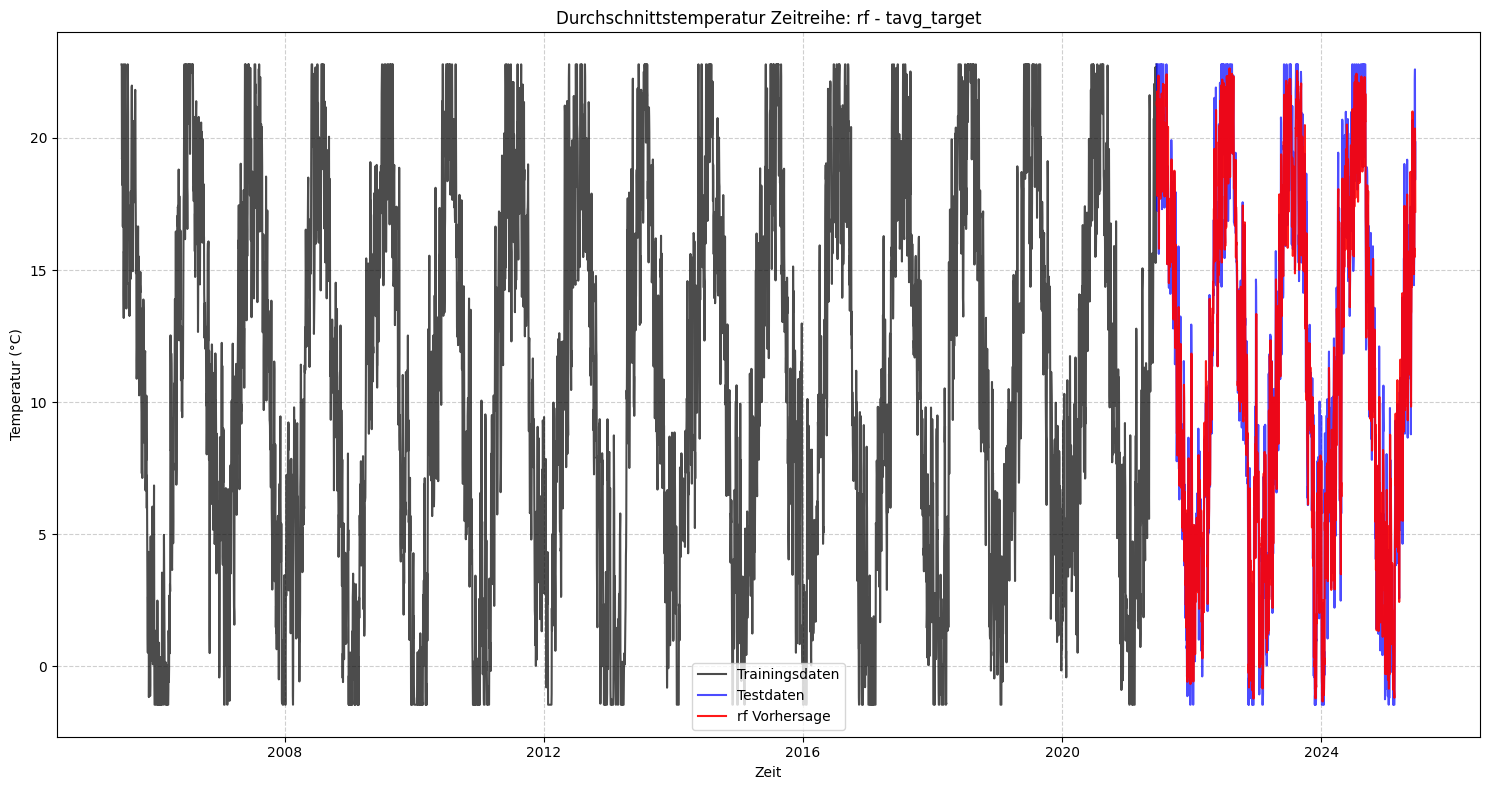 Durchschnittstemperatur Zeitreihe: rf - tavg_target
Temperatur (°C)
20
15
10
5
0
Trainingsdaten
Testdaten
rf Vorhersage
2008
2012
2016
2020
2024
Zeit